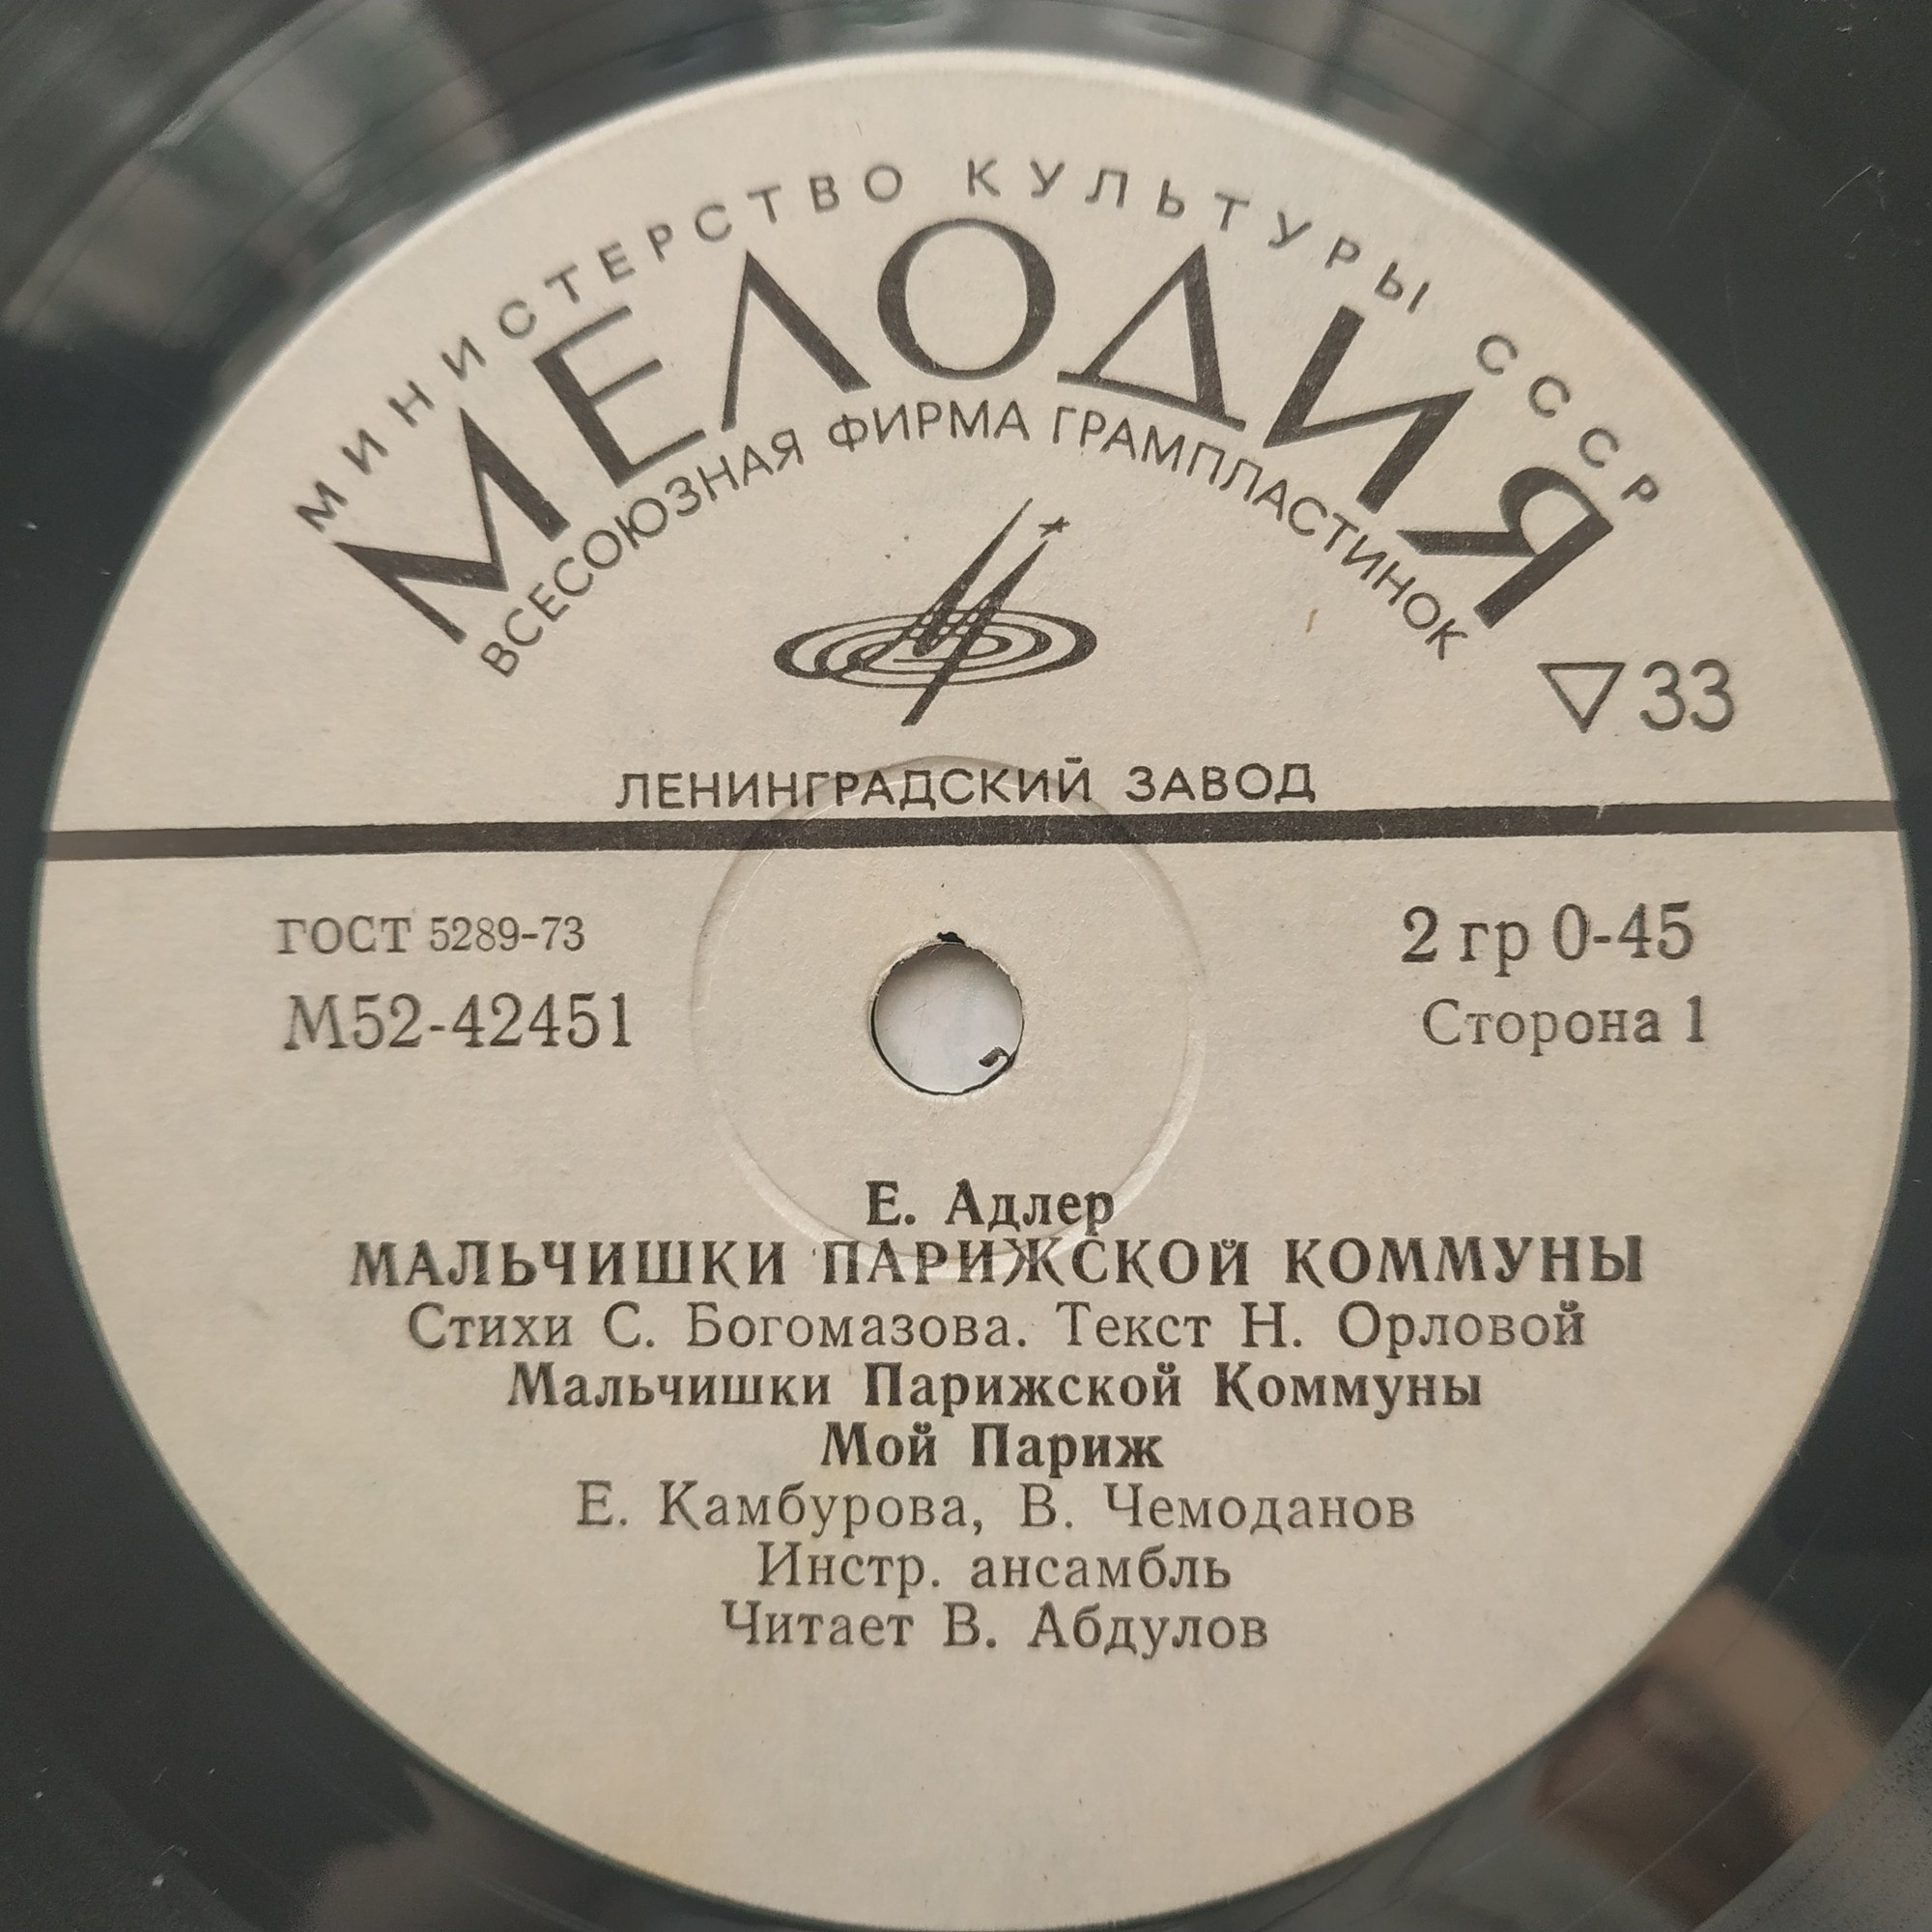 МИНИСТЕРСТВО КУЛЬТУРЫ СССР
МЕЛОДИЯ
ВСЕСОЮЗНАЯ ФИРМА ГРАМПЛАСТИНОК
▽33
ЛЕНИНГРАДСКИЙ ЗАВОД
ГОСТ 5289-73
2 гр 0-45
М52-42451
Сторона 1
Е. Адлер
МАЛЬЧИШКИ ПАРИЖСКОЙ КОММУНЫ
Стихи С. Богомазова. Текст Н. Орловой
Мальчишки Парижской Коммуны
Мой Париж
Е. Камбурова, В. Чемоданов
Инстр. ансамбль
Читает В. Абдулов